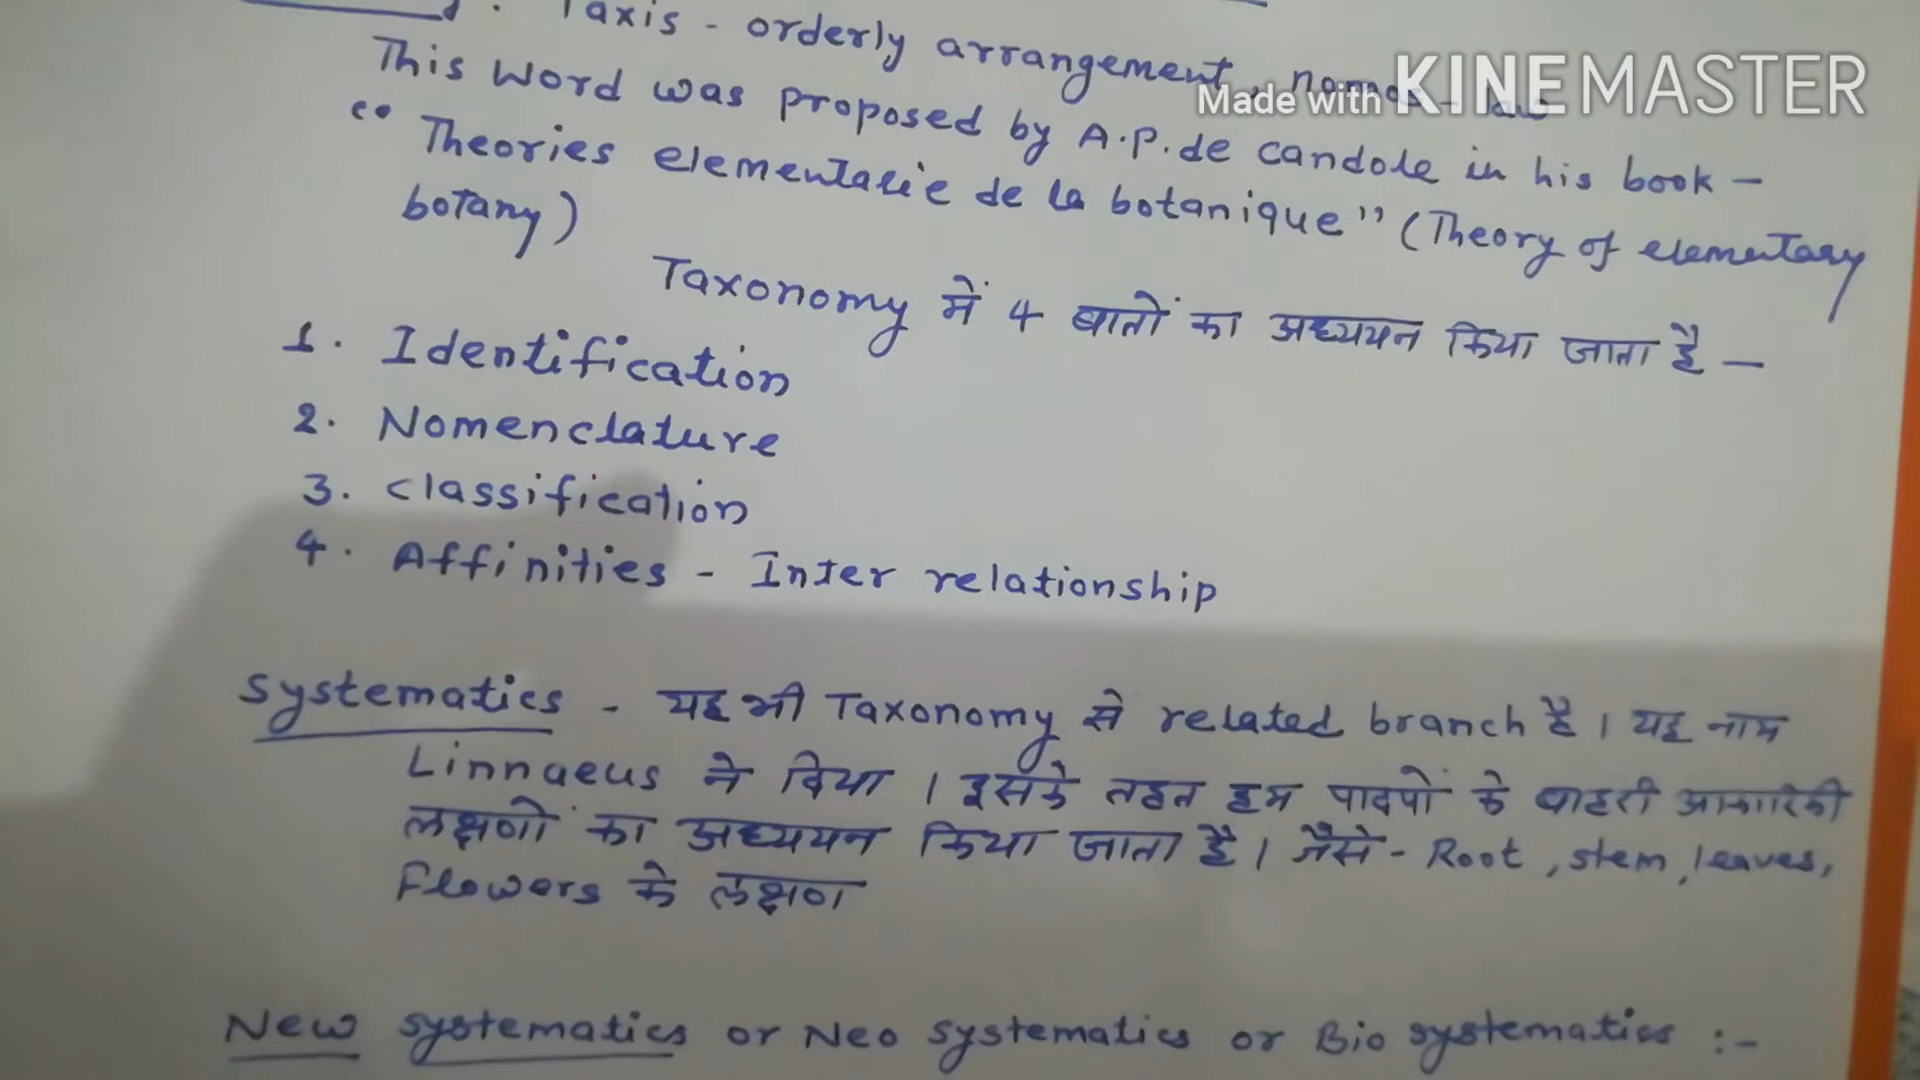 Taxis - orderly arrangement, nomos - law
Made with KINEMASTER
This word was proposed by A.P. de candole in his book -
"Theories elementarie de la botanique" (Theory of elementary
botany)
Taxonomy में 4 बातों का अध्ययन किया जाता है -
1. Identification
2. Nomenclature
3. classification
4. Affinities - Inter relationship
systematics - यह भी Taxonomy से related branch है । यह नाम
Linnaeus ने दिया । इसके तहत हम पादपों के बाहरी आकारिकी
लक्षणों का अध्ययन किया जाता है । जैसे - Root, stem, leaves,
Flowers के लक्षण
New systematics or Neo systematics or Bio systematics :-